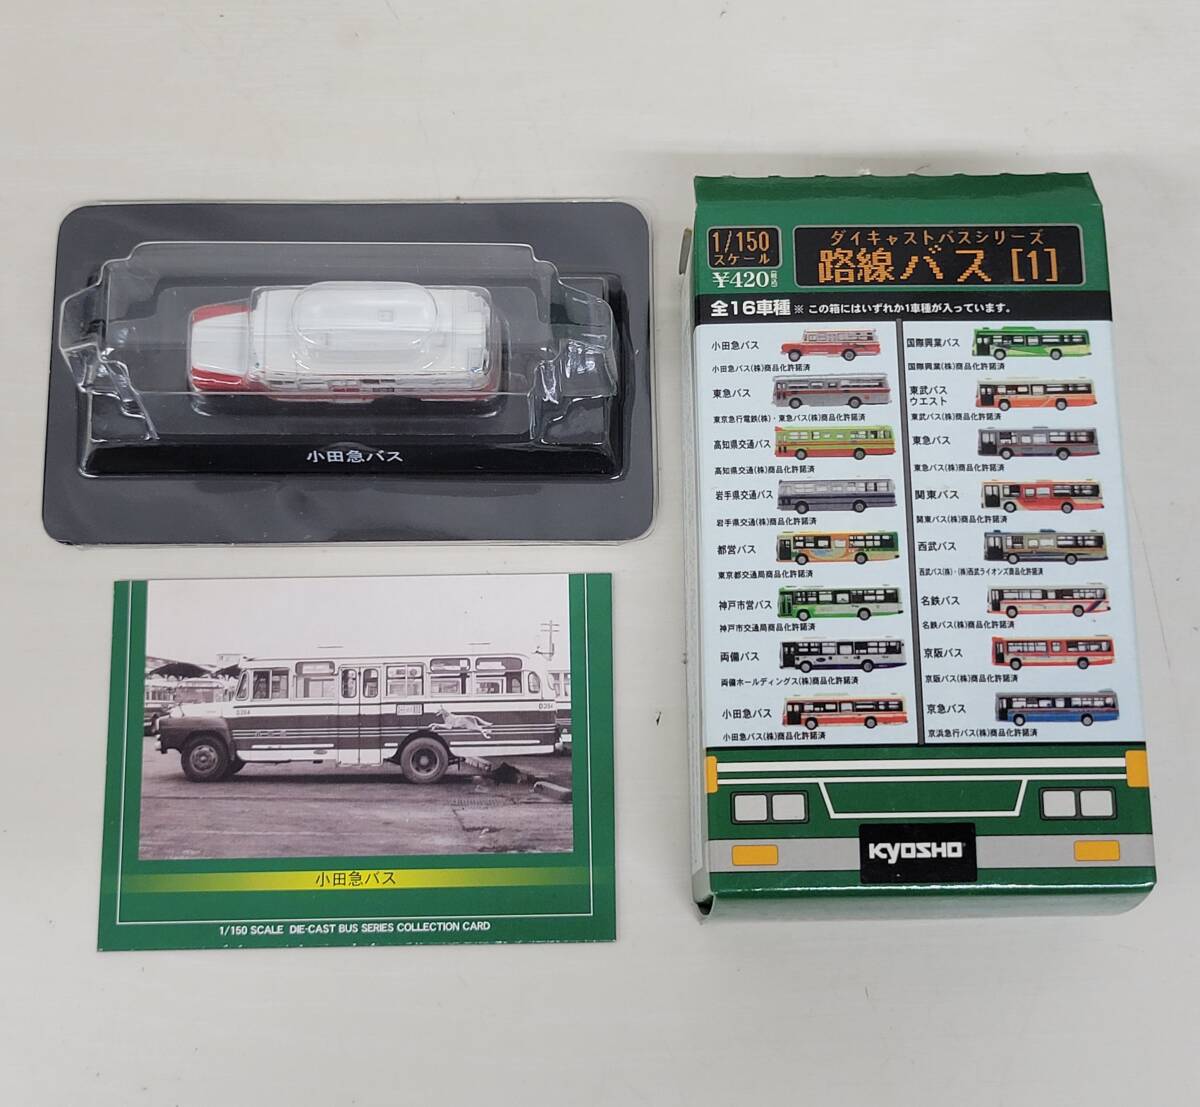 小田急バス
D354
D354
小田急バス
1/150 SCALE DIE-CAST BUS SERIES COLLECTION CARD
1/150
スケール
¥420(税込)
ダイキャストバスシリーズ
路線バス [1]
全16車種 ※ この箱にはいずれか1車種が入っています。
小田急バス
小田急バス(株)商品化許諾済
東急バス
東京急行電鉄(株)・東急バス(株)商品化許諾済
高知県交通バス
高知県交通(株)商品化許諾済
岩手県交通バス
岩手県交通(株)商品化許諾済
都営バス
東京都交通局商品化許諾済
神戸市営バス
神戸市交通局商品化許諾済
両備バス
両備ホールディングス(株)商品化許諾済
小田急バス
小田急バス(株)商品化許諾済
国際興業バス
国際興業(株)商品化許諾済
東武バス
ウエスト
東武バス(株)商品化許諾済
東急バス
東急バス(株)商品化許諾済
関東バス
関東バス(株)商品化許諾済
西武バス
西武バス(株)・(株)西武ライオンズ商品化許諾済
名鉄バス
名鉄バス(株)商品化許諾済
京阪バス
京阪バス(株)商品化許諾済
京急バス
京浜急行バス(株)商品化許諾済
KYOSHO